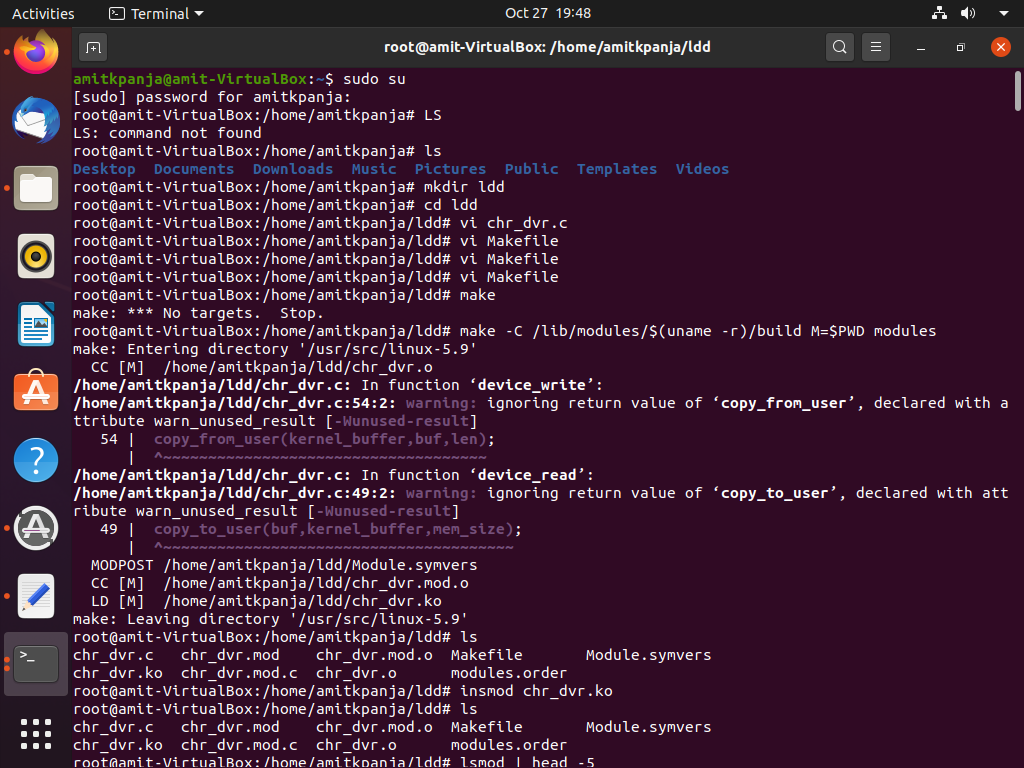 Activities
Terminal
Oct 27 19:48
root@amit-VirtualBox: /home/amitkpanja/ldd
amitkpanja@amit-VirtualBox:~$ sudo su
[sudo] password for amitkpanja:
root@amit-VirtualBox:/home/amitkpanja# LS
LS: command not found
root@amit-VirtualBox:/home/amitkpanja# ls
Desktop  Documents  Downloads  Music  Pictures  Public  Templates  Videos
root@amit-VirtualBox:/home/amitkpanja# mkdir ldd
root@amit-VirtualBox:/home/amitkpanja# cd ldd
root@amit-VirtualBox:/home/amitkpanja/ldd# vi chr_dvr.c
root@amit-VirtualBox:/home/amitkpanja/ldd# vi Makefile
root@amit-VirtualBox:/home/amitkpanja/ldd# vi Makefile
root@amit-VirtualBox:/home/amitkpanja/ldd# vi Makefile
root@amit-VirtualBox:/home/amitkpanja/ldd# make
make: *** No targets.  Stop.
root@amit-VirtualBox:/home/amitkpanja/ldd# make -C /lib/modules/$(uname -r)/build M=$PWD modules
make: Entering directory '/usr/src/linux-5.9'
  CC [M]  /home/amitkpanja/ldd/chr_dvr.o
/home/amitkpanja/ldd/chr_dvr.c: In function ‘device_write’:
/home/amitkpanja/ldd/chr_dvr.c:54:2: warning: ignoring return value of ‘copy_from_user’, declared with a
ttribute warn_unused_result [-Wunused-result]
   54 |  copy_from_user(kernel_buffer,buf,len);
      |  ^~~~~~~~~~~~~~~~~~~~~~~~~~~~~~~~~~~~~
/home/amitkpanja/ldd/chr_dvr.c: In function ‘device_read’:
/home/amitkpanja/ldd/chr_dvr.c:49:2: warning: ignoring return value of ‘copy_to_user’, declared with att
ribute warn_unused_result [-Wunused-result]
   49 |  copy_to_user(buf,kernel_buffer,mem_size);
      |  ^~~~~~~~~~~~~~~~~~~~~~~~~~~~~~~~~~~~~~~~
  MODPOST /home/amitkpanja/ldd/Module.symvers
  CC [M]  /home/amitkpanja/ldd/chr_dvr.mod.o
  LD [M]  /home/amitkpanja/ldd/chr_dvr.ko
make: Leaving directory '/usr/src/linux-5.9'
root@amit-VirtualBox:/home/amitkpanja/ldd# ls
chr_dvr.c   chr_dvr.mod    chr_dvr.mod.o  Makefile       Module.symvers
chr_dvr.ko  chr_dvr.mod.c  chr_dvr.o      modules.order
root@amit-VirtualBox:/home/amitkpanja/ldd# insmod chr_dvr.ko
root@amit-VirtualBox:/home/amitkpanja/ldd# ls
chr_dvr.c   chr_dvr.mod    chr_dvr.mod.o  Makefile       Module.symvers
chr_dvr.ko  chr_dvr.mod.c  chr_dvr.o      modules.order
root@amit-VirtualBox:/home/amitkpanja/ldd# lsmod | head -5